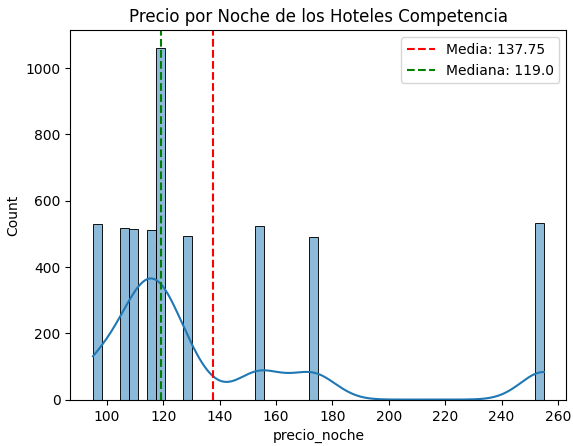 Precio por Noche de los Hoteles Competencia
Media: 137.75
Mediana: 119.0
1000
800
600
400
200
0
Count
100 120 140 160 180 200 220 240 260
precio_noche